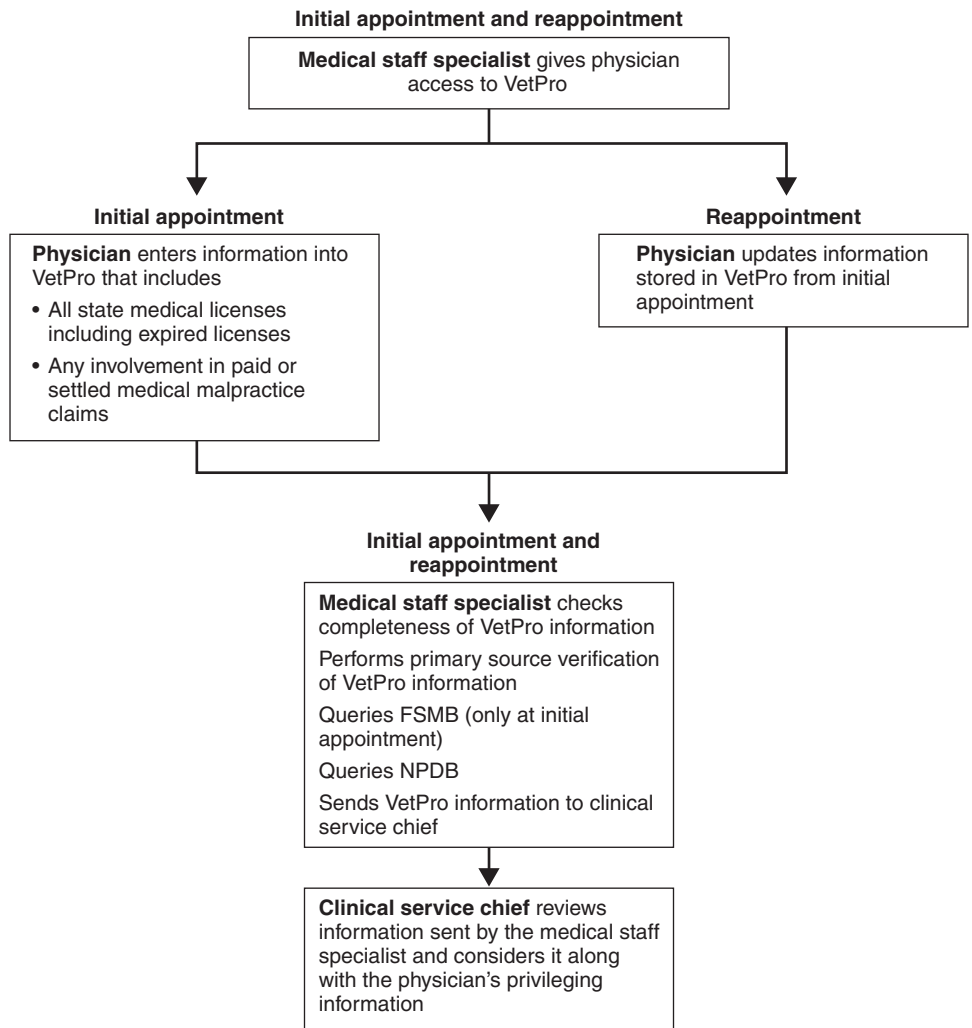 Initial appointment and reappointment
Medical staff specialist gives physician
access to VetPro
Initial appointment
Physician enters information into
VetPro that includes
• All state medical licenses
including expired licenses
• Any involvement in paid or
settled medical malpractice
claims
Reappointment
Physician updates information
stored in VetPro from initial
appointment
Initial appointment and
reappointment
Medical staff specialist checks
completeness of VetPro information
Performs primary source verification
of VetPro information
Queries FSMB (only at initial
appointment)
Queries NPDB
Sends VetPro information to clinical
service chief
Clinical service chief reviews
information sent by the medical staff
specialist and considers it along
with the physician’s privileging
information